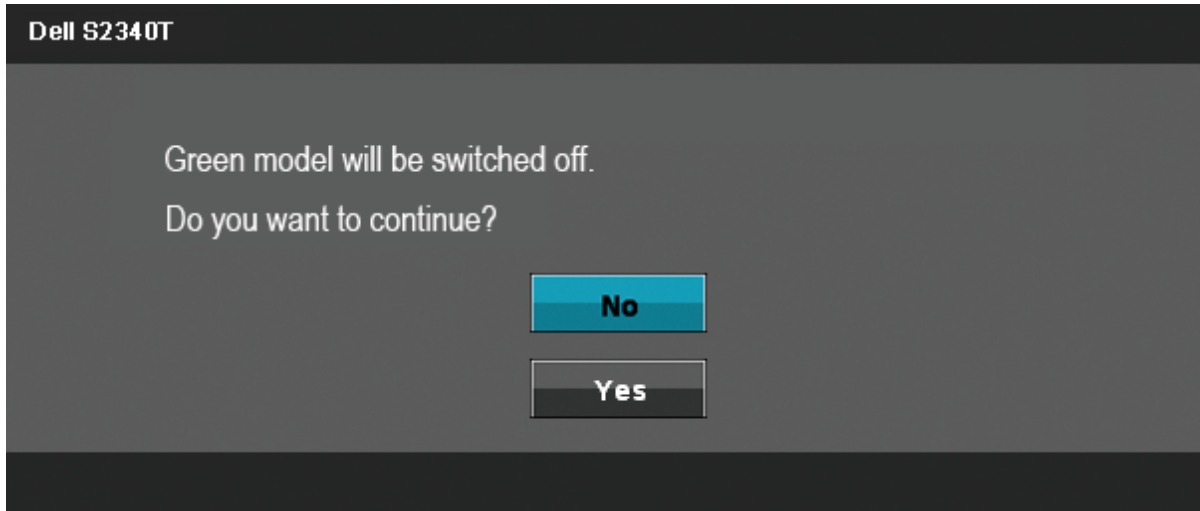 Dell S2340T
Green model will be switched off.
Do you want to continue?
No
Yes